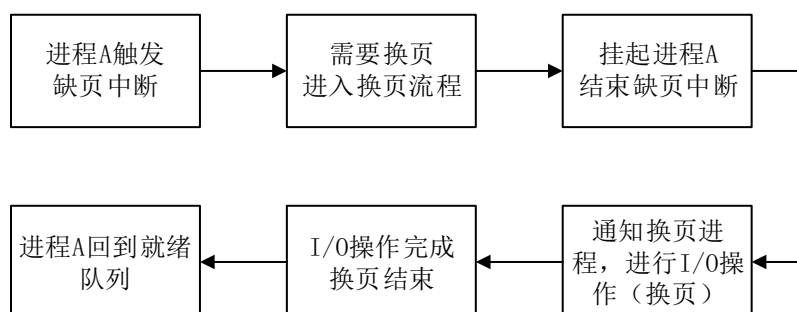 进程A触发
缺页中断
需要换页
进入换页流程
挂起进程A
结束缺页中断
通知换页进
程，进行I/O操
作（换页）
I/O操作完成
换页结束
进程A回到就绪
队列